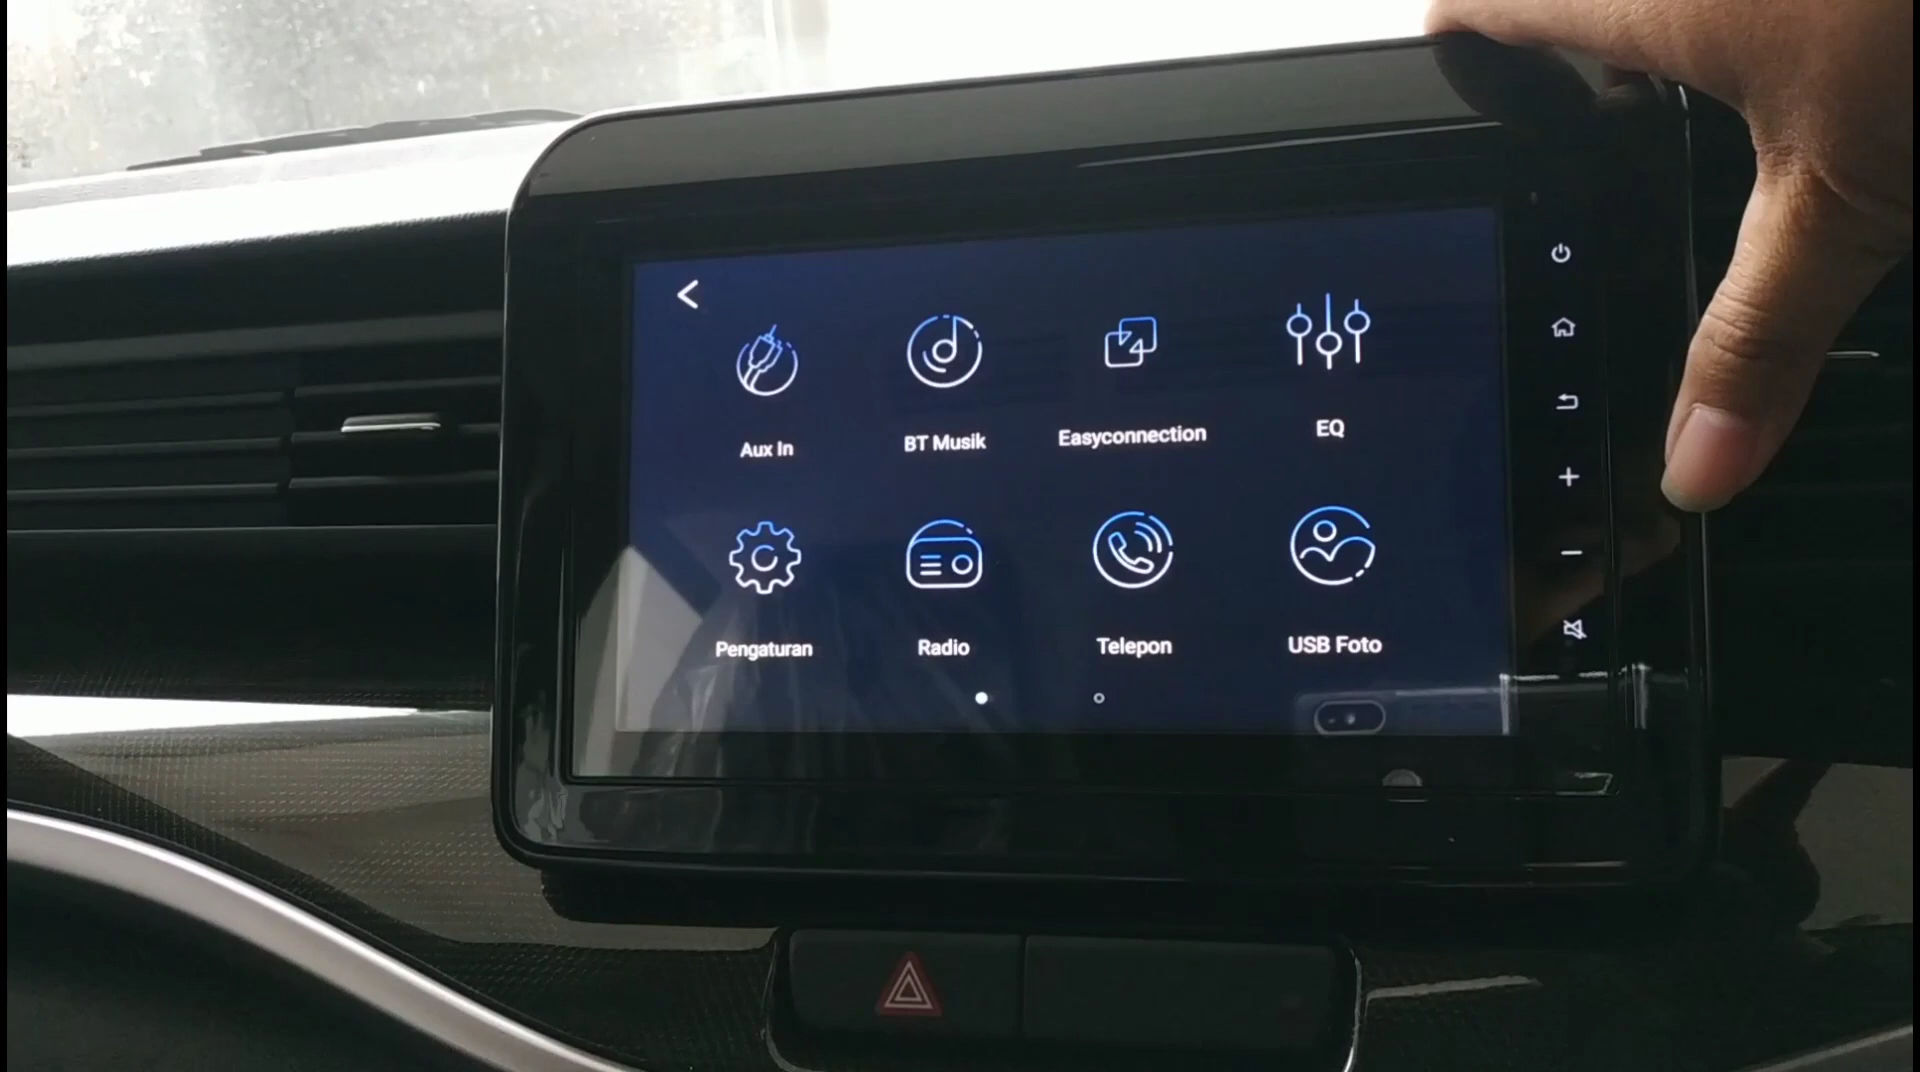 Aux In
BT Musik
Easyconnection
EQ
Pengaturan
Radio
Telepon
USB Foto